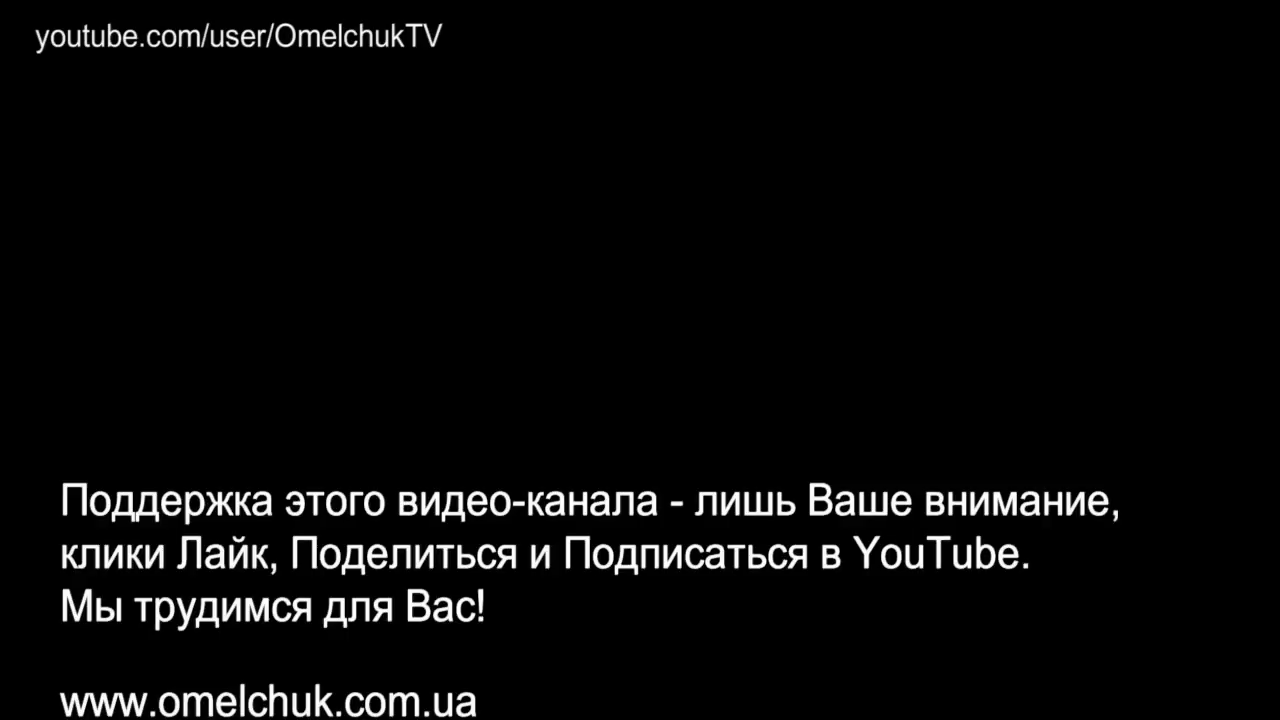 youtube.com/user/OmelchukTV
Поддержка этого видео-канала - лишь Ваше внимание,
клики Лайк, Поделиться и Подписаться в YouTube.
Мы трудимся для Вас!
www.omelchuk.com.ua